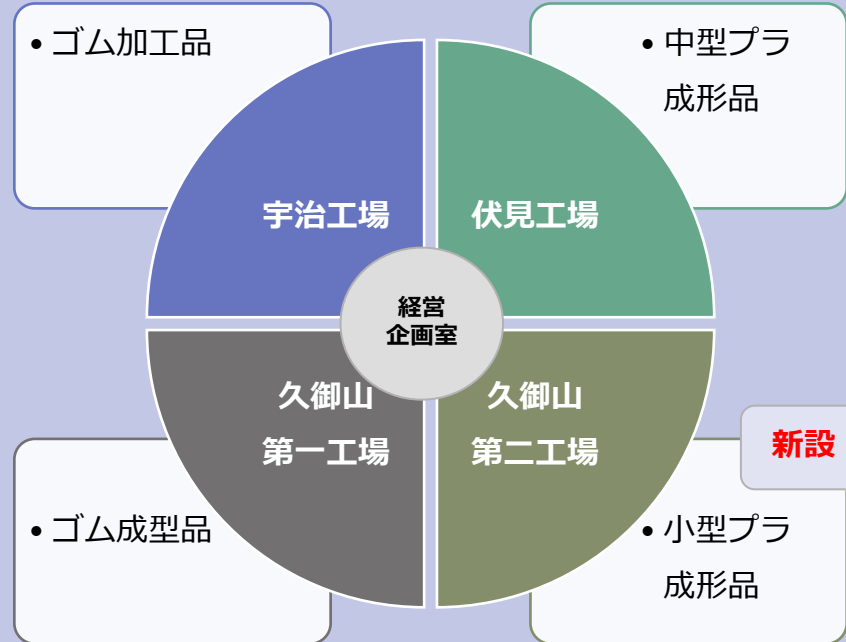 • ゴム加工品
• 中型プラ
成形品
宇治工場
伏見工場
経営
企画室
久御山
第一工場
久御山
第二工場
新設
• ゴム成型品
• 小型プラ
成形品